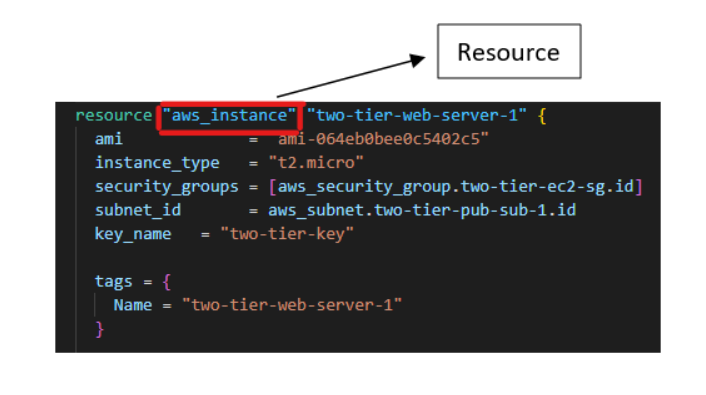 Resource
resource "aws_instance" "two-tier-web-server-1" {
ami = "ami-064eb0bee0c5402c5"
instance_type = "t2.micro"
security_groups = [aws_security_group.two-tier-ec2-sg.id]
subnet_id = aws_subnet.two-tier-pub-sub-1.id
key_name = "two-tier-key"
tags = {
Name = "two-tier-web-server-1"
}